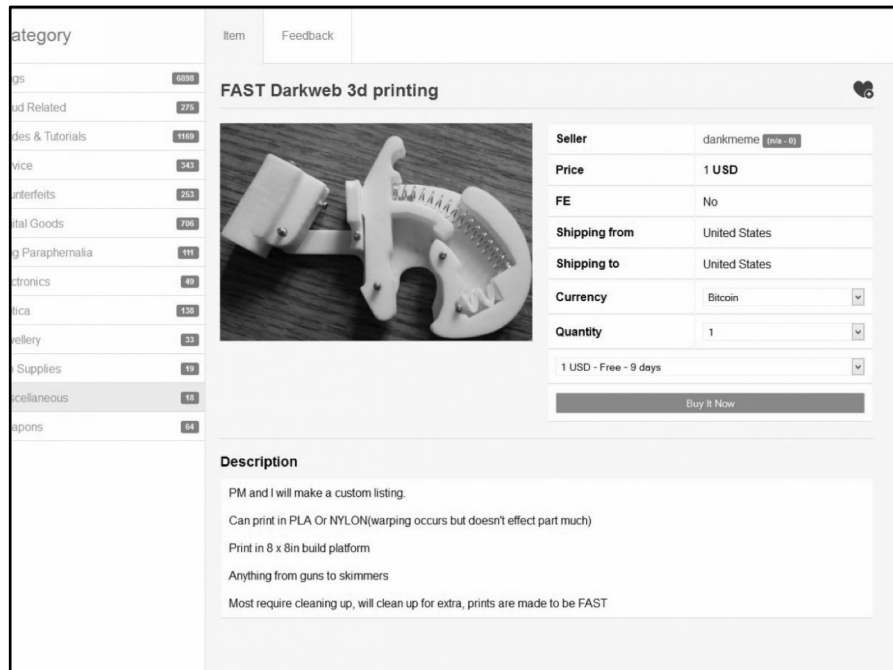 ategory
gs 6898
ud Related 275
des & Tutorials 1169
vice 343
unterfeits 253
ital Goods 706
g Paraphernalia 111
ctronics 49
tica 138
vellery 33
Supplies 19
scellaneous 18
apons 64
Item Feedback
FAST Darkweb 3d printing
Seller dankmeme (n/a - 0)
Price 1 USD
FE No
Shipping from United States
Shipping to United States
Currency Bitcoin
Quantity 1
1 USD - Free - 9 days
Buy It Now
Description
PM and I will make a custom listing.
Can print in PLA Or NYLON(warping occurs but doesn't effect part much)
Print in 8 x 8in build platform
Anything from guns to skimmers
Most require cleaning up, will clean up for extra, prints are made to be FAST